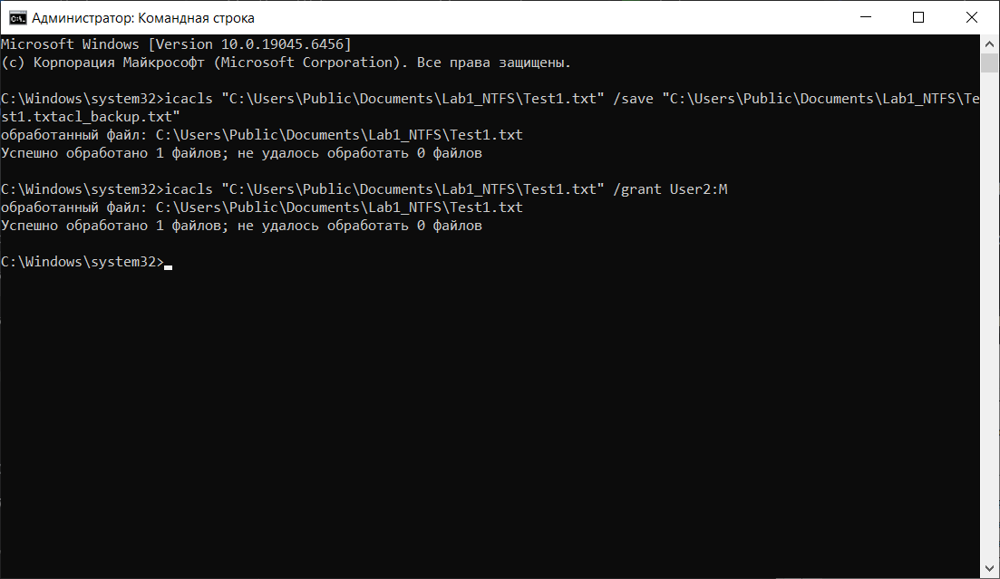 Администратор: Командная строка
Microsoft Windows [Version 10.0.19045.6456]
(c) Корпорация Майкрософт (Microsoft Corporation). Все права защищены.
C:\Windows\system32>icacls "C:\Users\Public\Documents\Lab1_NTFS\Test1.txt" /save "C:\Users\Public\Documents\Lab1_NTFS\Te
st1.txtacl_backup.txt"
обработанный файл: C:\Users\Public\Documents\Lab1_NTFS\Test1.txt
Успешно обработано 1 файлов; не удалось обработать 0 файлов
C:\Windows\system32>icacls "C:\Users\Public\Documents\Lab1_NTFS\Test1.txt" /grant User2:M
обработанный файл: C:\Users\Public\Documents\Lab1_NTFS\Test1.txt
Успешно обработано 1 файлов; не удалось обработать 0 файлов
C:\Windows\system32>